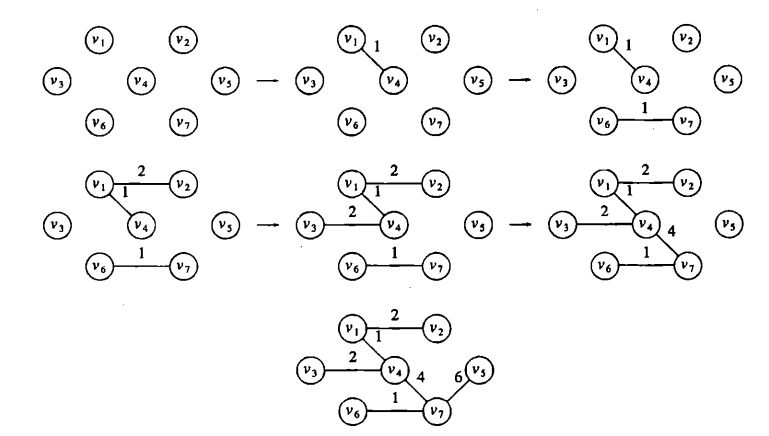 v1 v2 v1 1 v2 v1 1 v2
v3 v4 v5 v3 v4 v5 v3 v4 v5
v6 v7 v6 v7 v6 1 v7
v1 2 v2 v1 2 v2 v1 2 v2
1 1 1
v3 v4 v5 v3 2 v4 v5 v3 2 v4 4 v5
v6 1 v7 v6 1 v7 v6 1 v7
v1 2 v2
1
v3 2 v4 4 6 v5
v6 1 v7